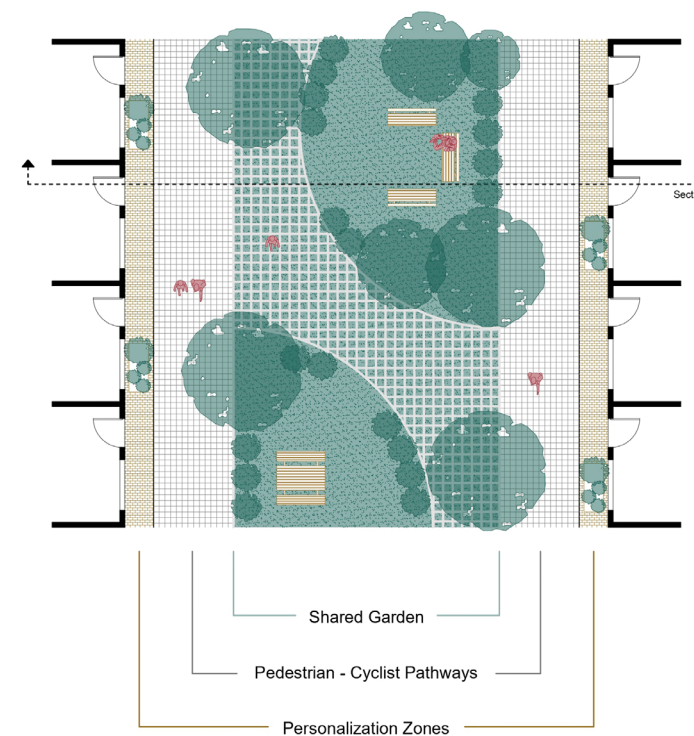 Sect
Shared Garden
Pedestrian - Cyclist Pathways
Personalization Zones